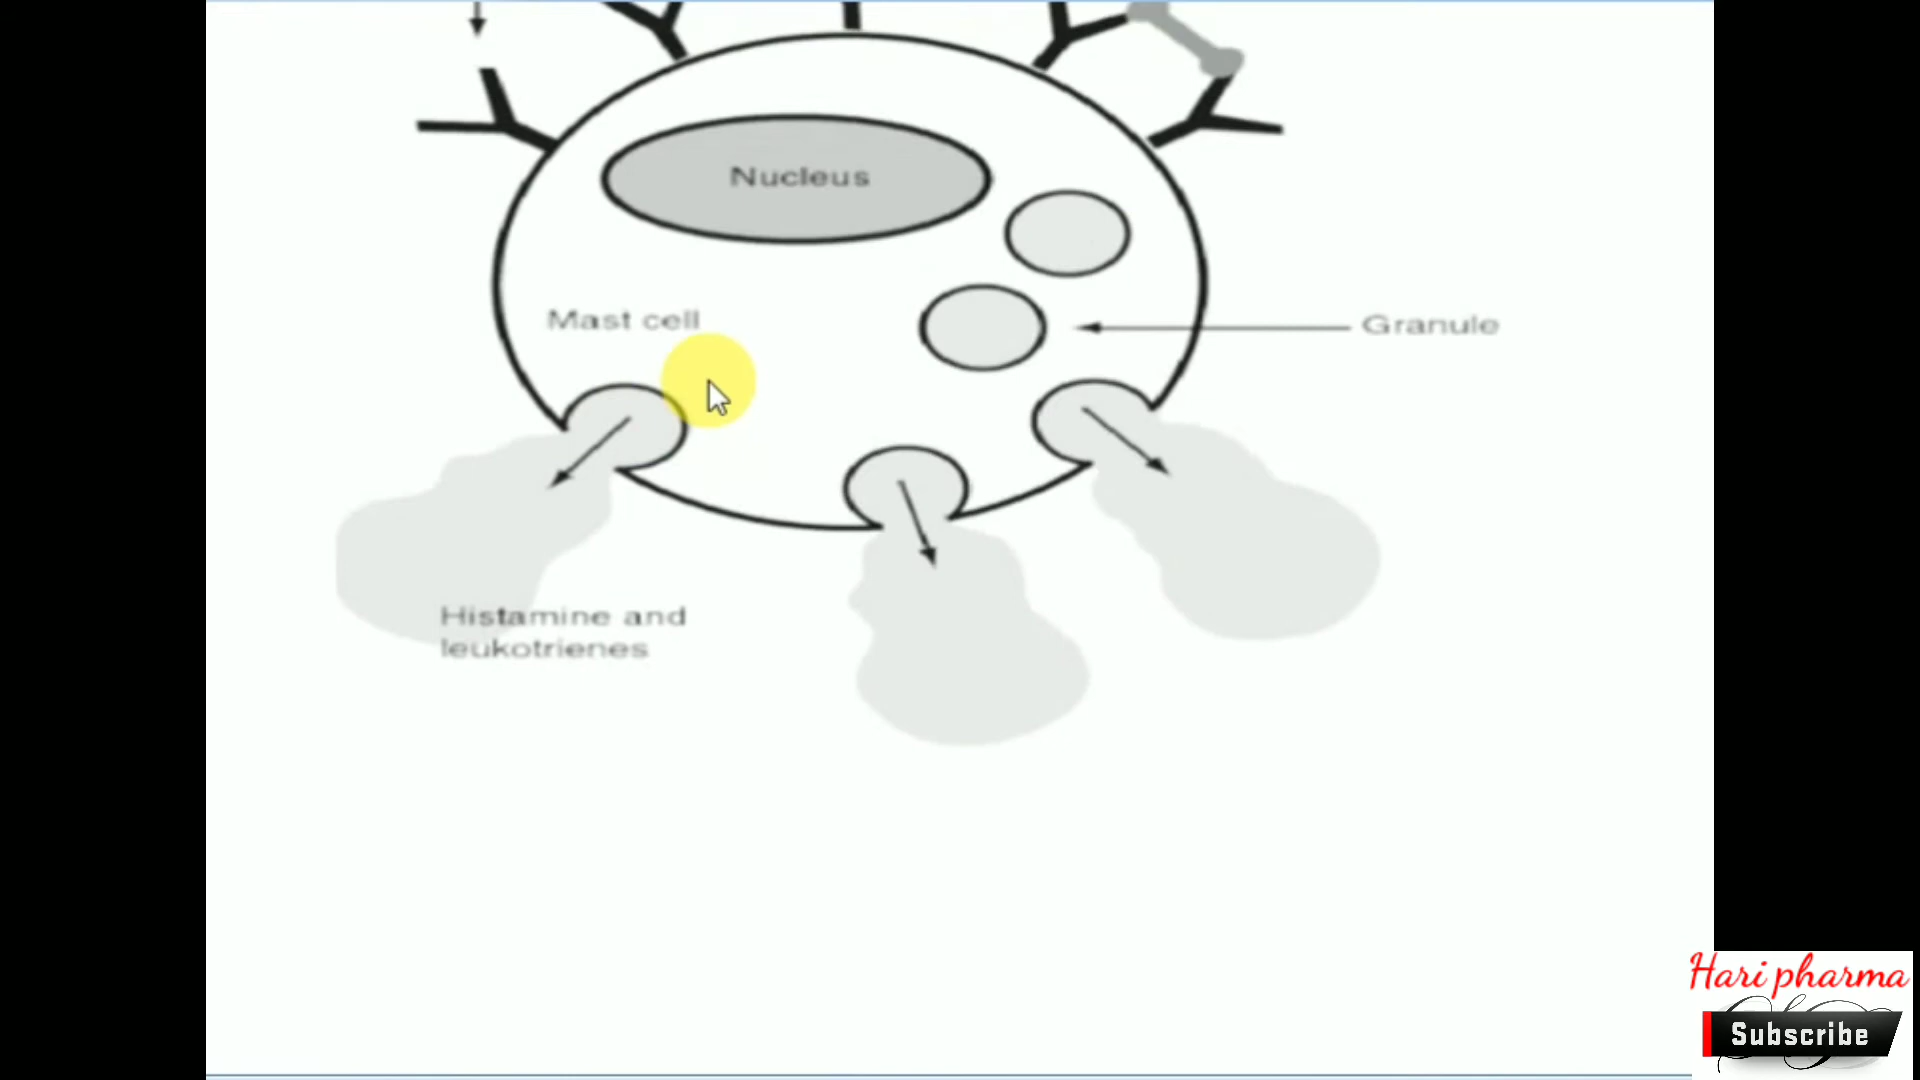 Nucleus
Mast cell
Granule
Histamine and
leukotrienes
Hari pharma
Subscribe